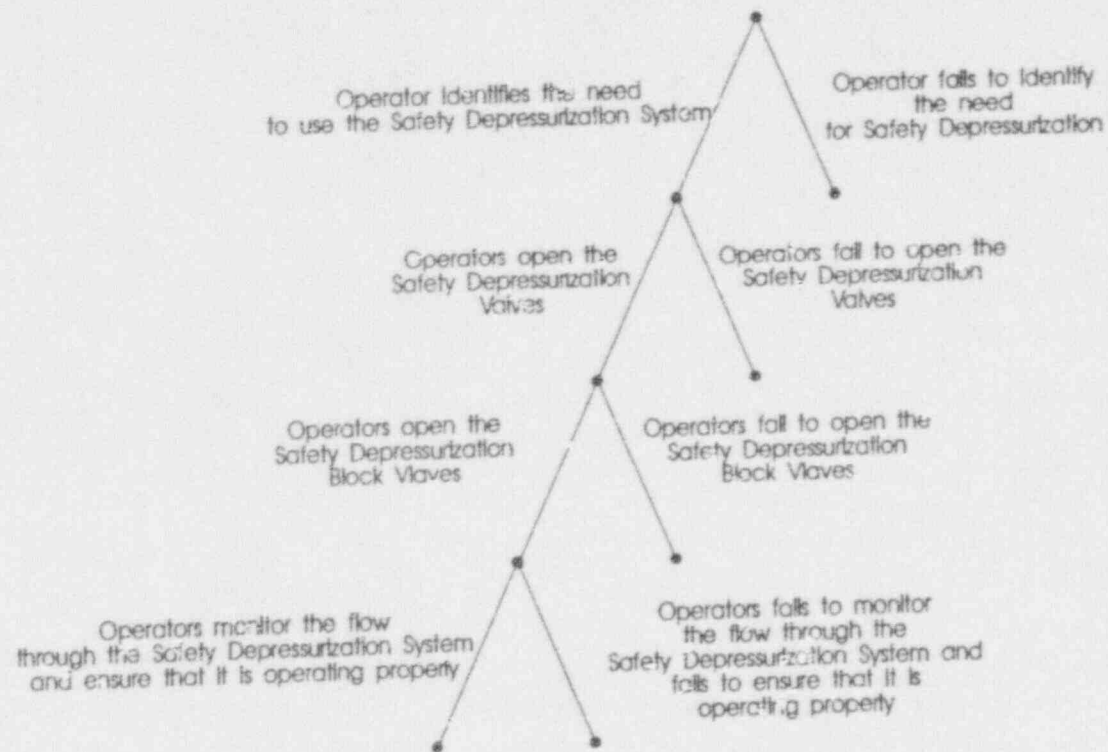 Operator identifies the need
to use the Safety Depressurization System
Operator fails to identify
the need
for Safety Depressurization
Operators open the
Safety Depressurization
Valves
Operators fail to open the
Safety Depressurization
Valves
Operators open the
Safety Depressurization
Block Vlaves
Operators fail to open the
Safety Depressurization
Block Vlaves
Operators monitor the flow
through the Safety Depressurization System
and ensure that it is operating property
Operators fails to monitor
the flow through the
Safety Depressurization System and
fails to ensure that it is
operating property